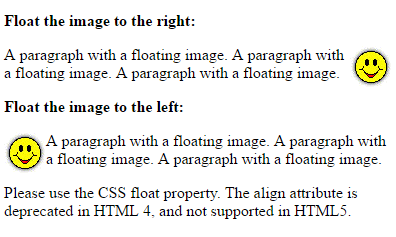 Float the image to the right:
A paragraph with a floating image. A paragraph with
a floating image. A paragraph with a floating image.
Float the image to the left:
A paragraph with a floating image. A paragraph with
a floating image. A paragraph with a floating image.
Please use the CSS float property. The align attribute is
deprecated in HTML 4, and not supported in HTML5.